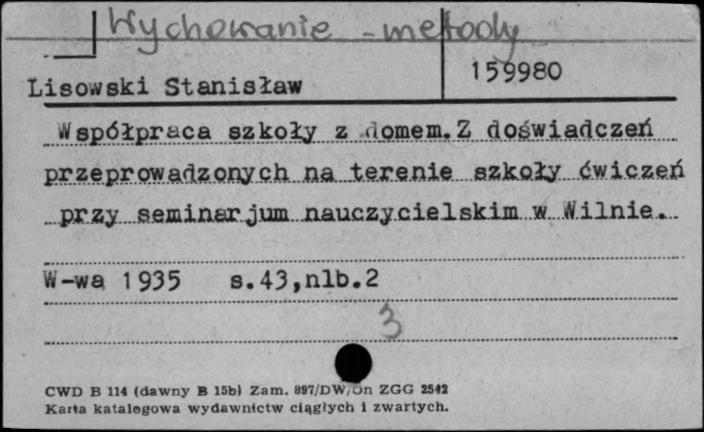 Wychowanie - metody
159980
Lisowski Stanisław
Współpraca szkoły z domem.Z doświadczeń
przeprowadzonych na terenie szkoły ćwiczeń
przy seminarjum nauczycielskim w Wilnie.
W-wa 1935 s.43,nlb.2
3
CWD B 114 (dawny B 15b) Zam. 897/DW/Dn ZGG 2542
Karta katalogowa wydawnictw ciągłych i zwartych.